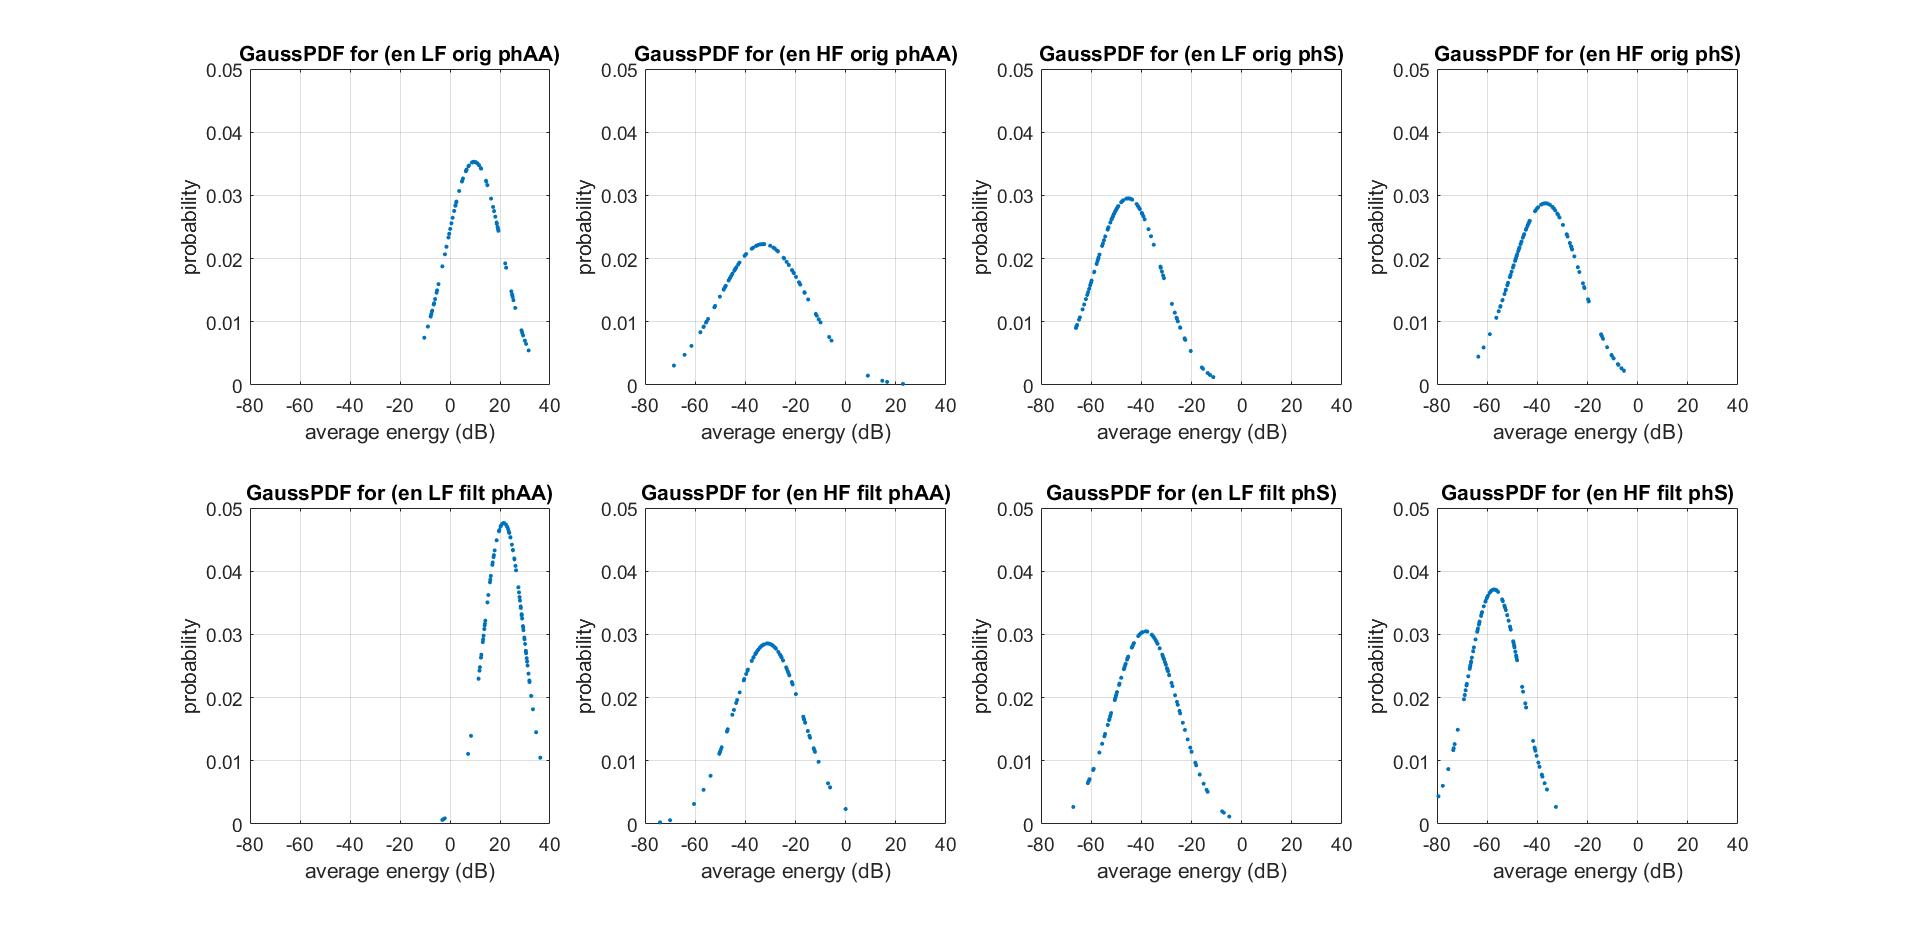 GaussPDF for (en LF orig phAA) GaussPDF for (en HF orig phAA) GaussPDF for (en LF orig phS) GaussPDF for (en HF orig phS)
0.05 0.05 0.05 0.05
0.04 0.04 0.04 0.04
0.03 0.03 0.03 0.03
probability probability probability probability
0.02 0.02 0.02 0.02
0.01 0.01 0.01 0.01
0 0 0 0
-80 -60 -40 -20 0 20 40 -80 -60 -40 -20 0 20 40 -80 -60 -40 -20 0 20 40 -80 -60 -40 -20 0 20 40
average energy (dB) average energy (dB) average energy (dB) average energy (dB)
GaussPDF for (en LF filt phAA) GaussPDF for (en HF filt phAA) GaussPDF for (en LF filt phS) GaussPDF for (en HF filt phS)
0.05 0.05 0.05 0.05
0.04 0.04 0.04 0.04
0.03 0.03 0.03 0.03
probability probability probability probability
0.02 0.02 0.02 0.02
0.01 0.01 0.01 0.01
0 0 0 0
-80 -60 -40 -20 0 20 40 -80 -60 -40 -20 0 20 40 -80 -60 -40 -20 0 20 40 -80 -60 -40 -20 0 20 40
average energy (dB) average energy (dB) average energy (dB) average energy (dB)